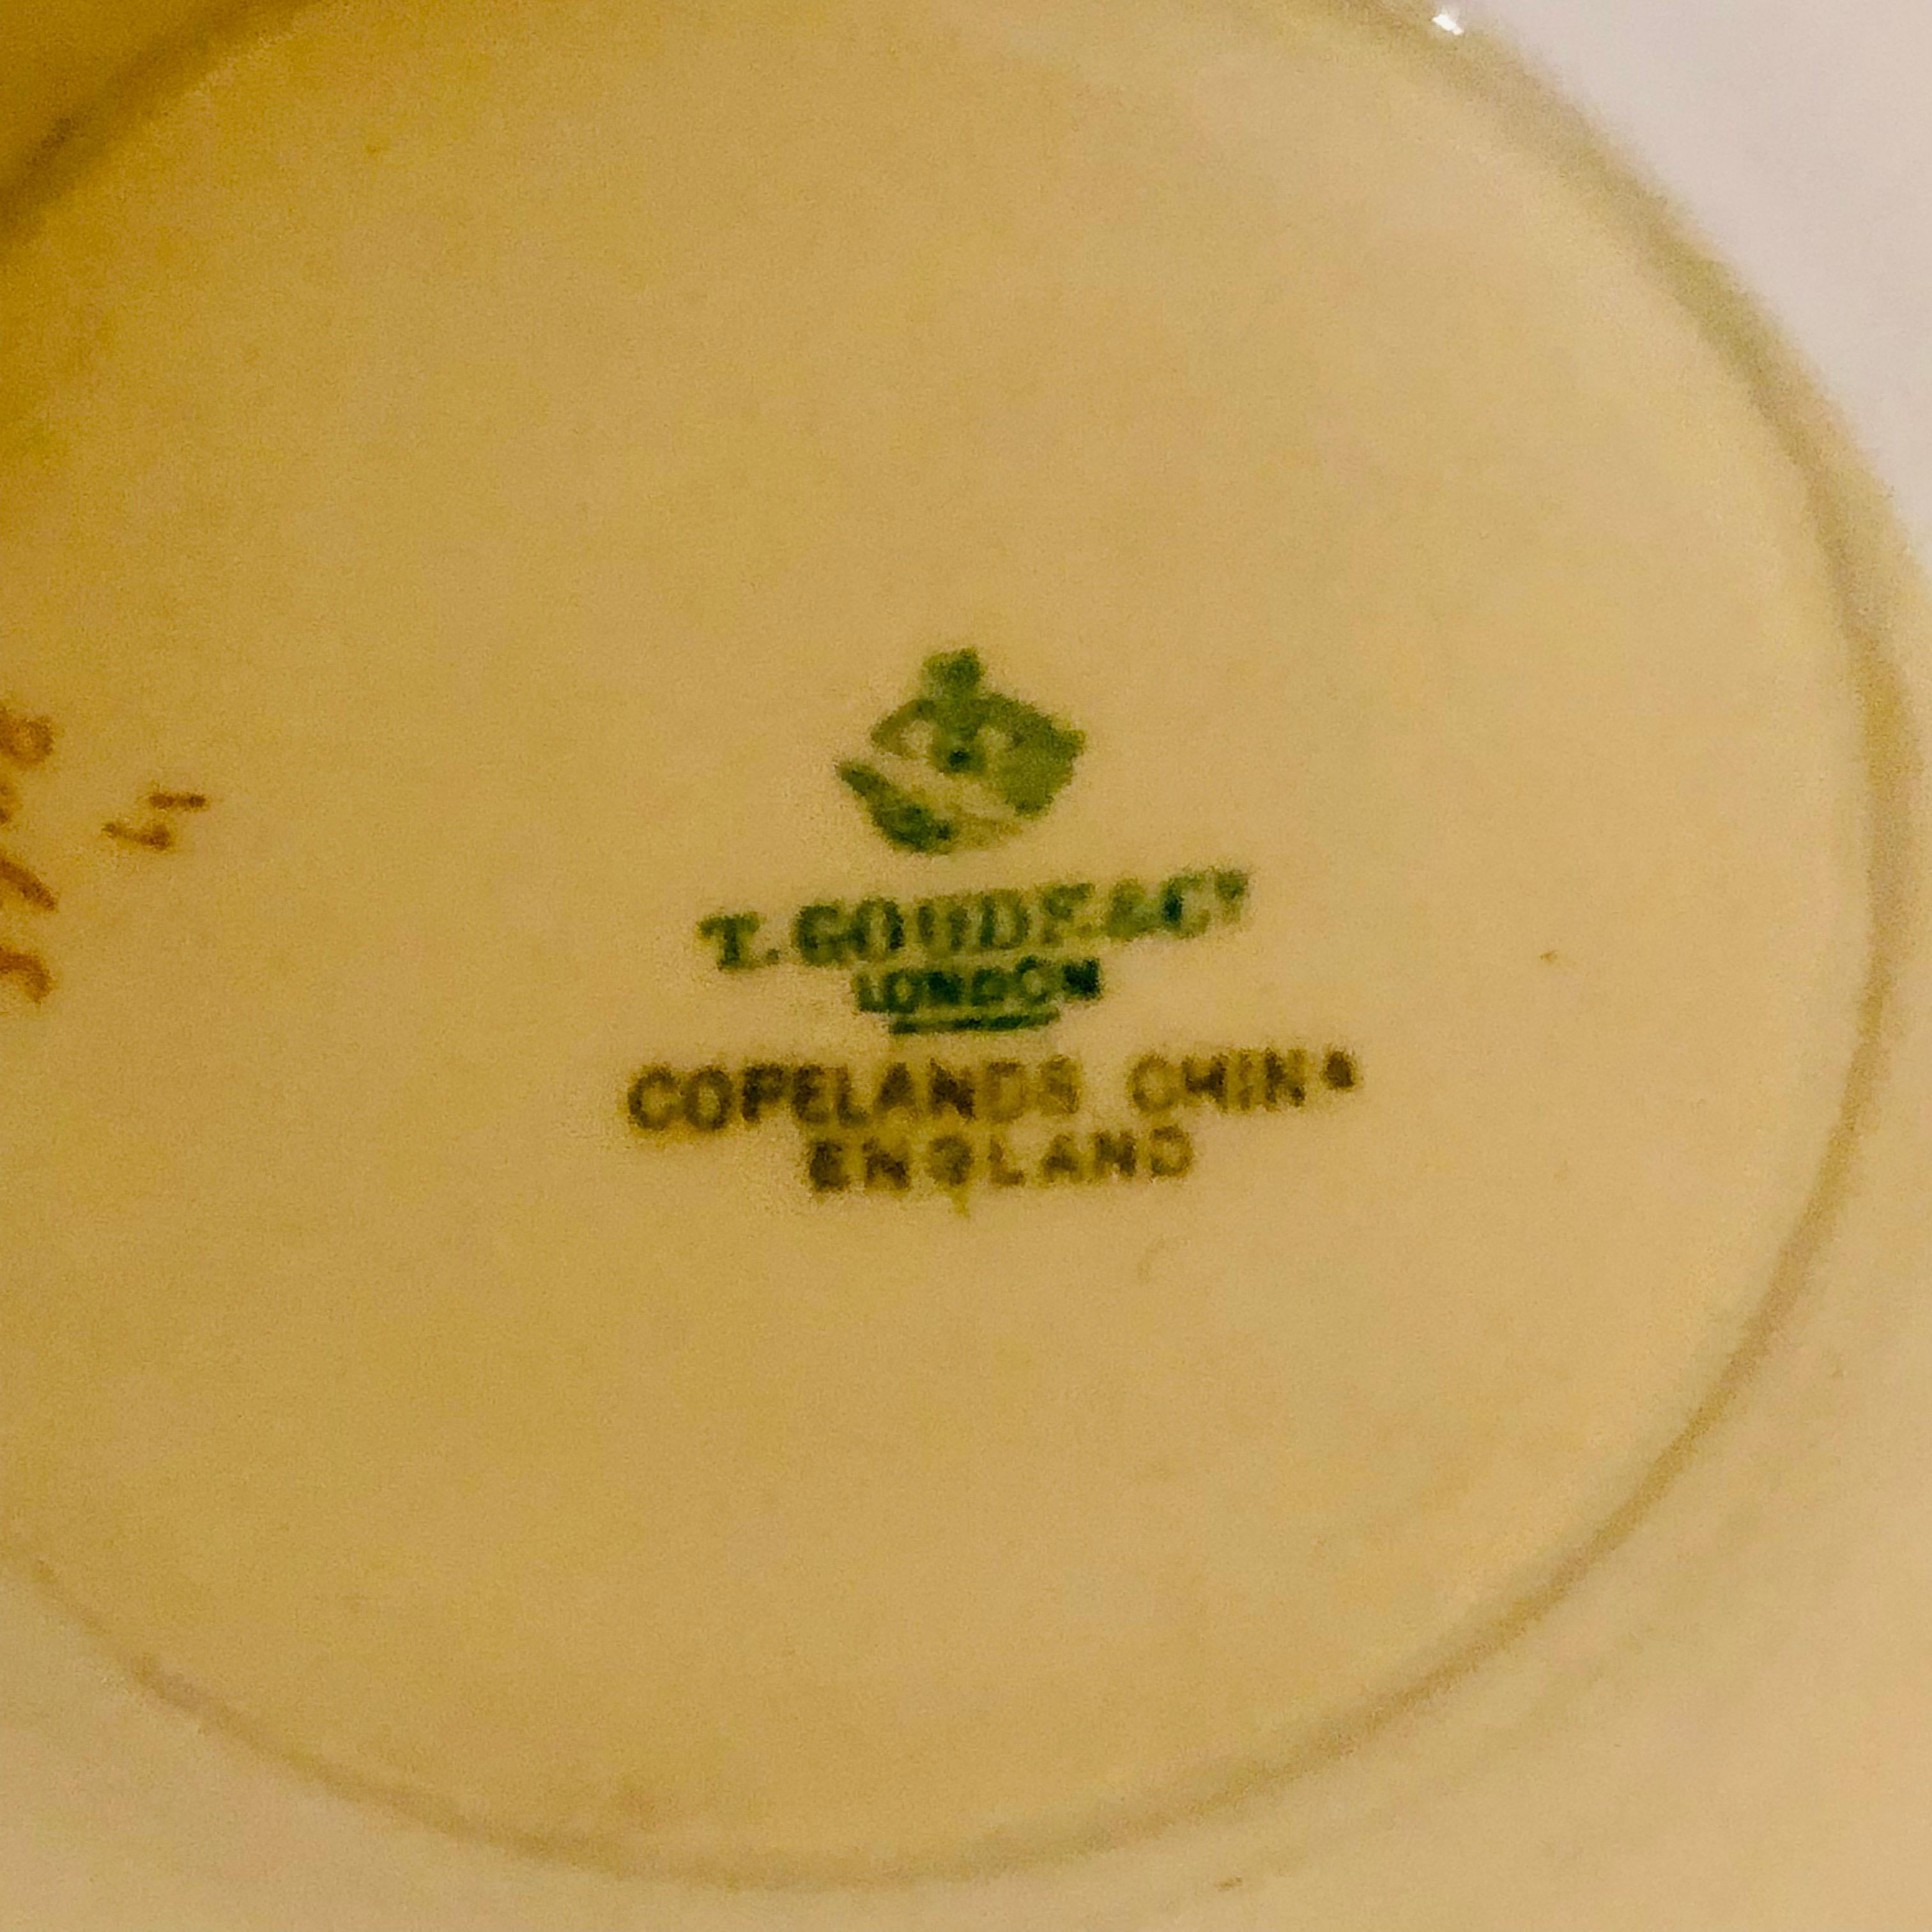 T. GOODE & Cº
LONDON
COPELANDS CHINA
ENGLAND